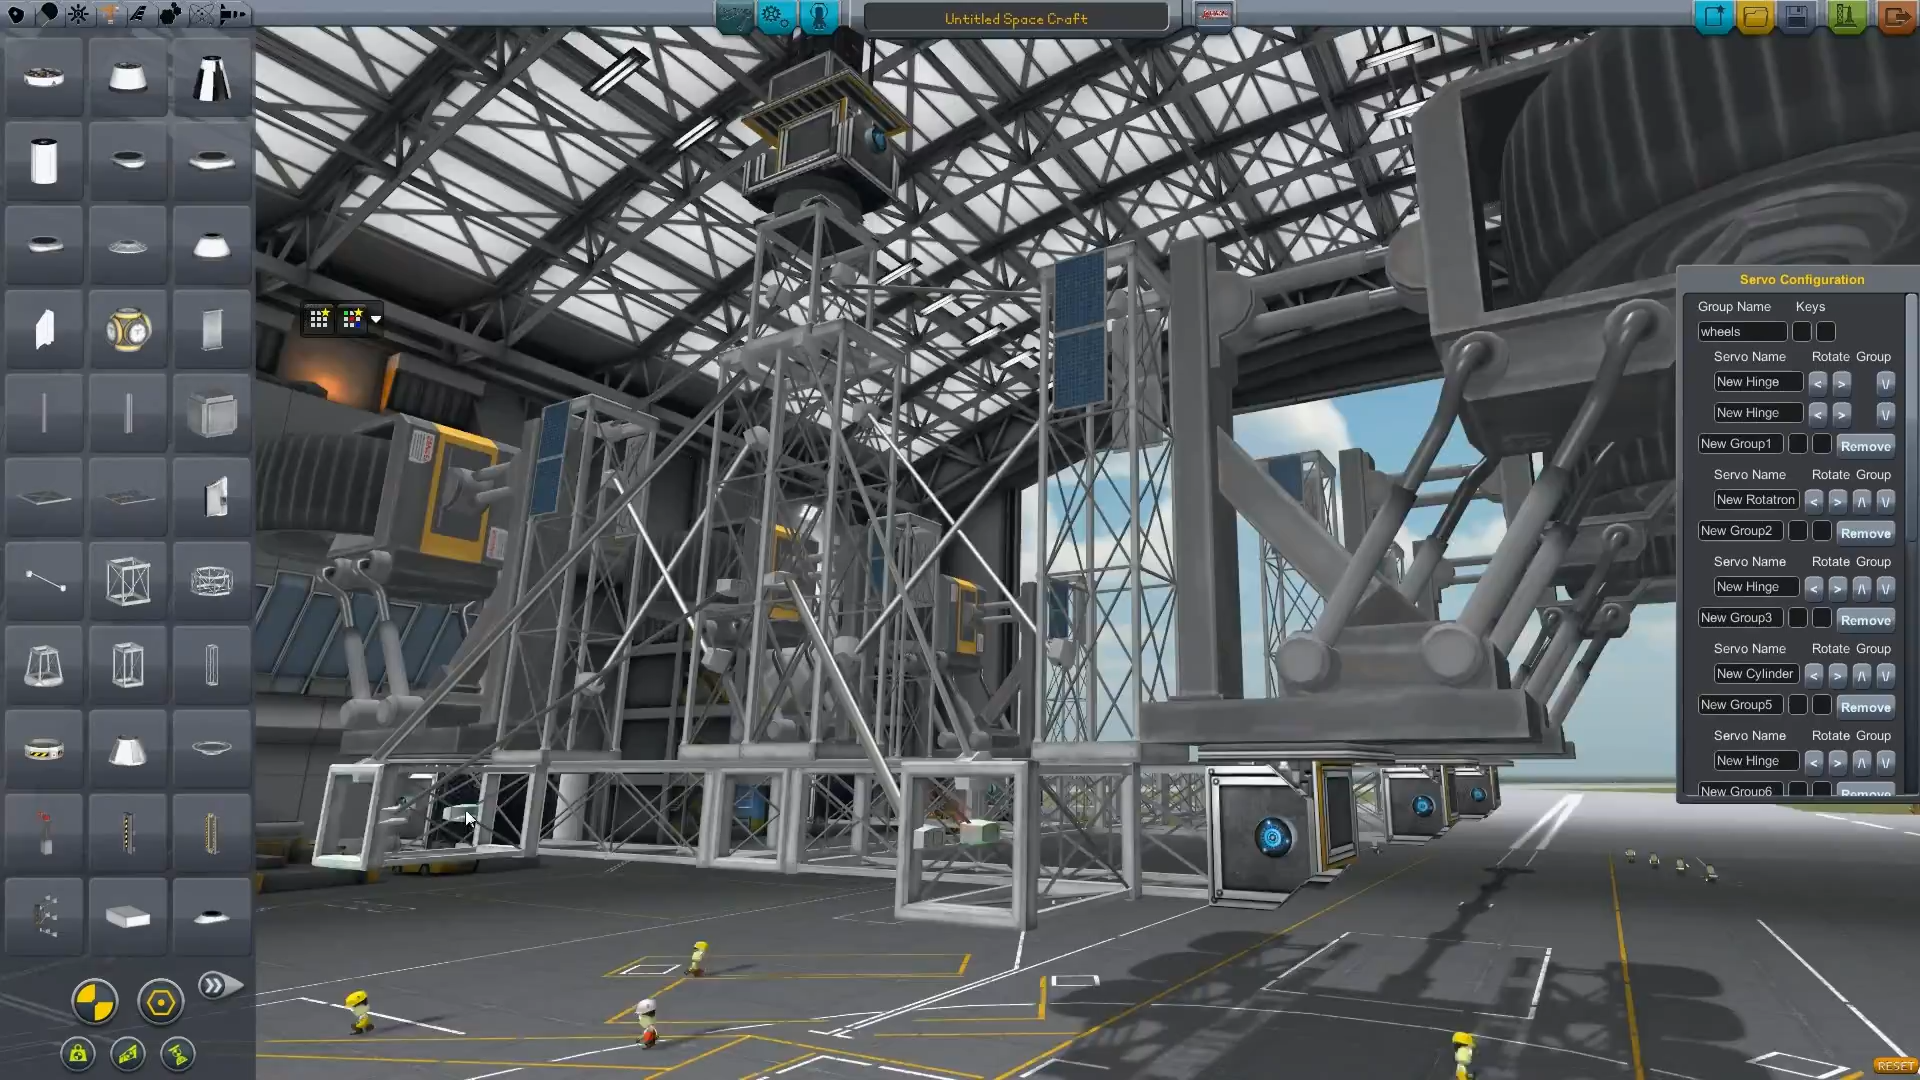 Untitled Space Craft
Servo Configuration
Group Name Keys
wheels
Servo Name Rotate Group
New Hinge < > \/
New Hinge < > \/
New Group1 Remove
Servo Name Rotate Group
New Rotatron < > /\ \/
New Group2 Remove
Servo Name Rotate Group
New Hinge < > /\ \/
New Group3 Remove
Servo Name Rotate Group
New Cylinder < > /\ \/
New Group5 Remove
Servo Name Rotate Group
New HInge < > /\ \/
New Group6 Remove
RESET